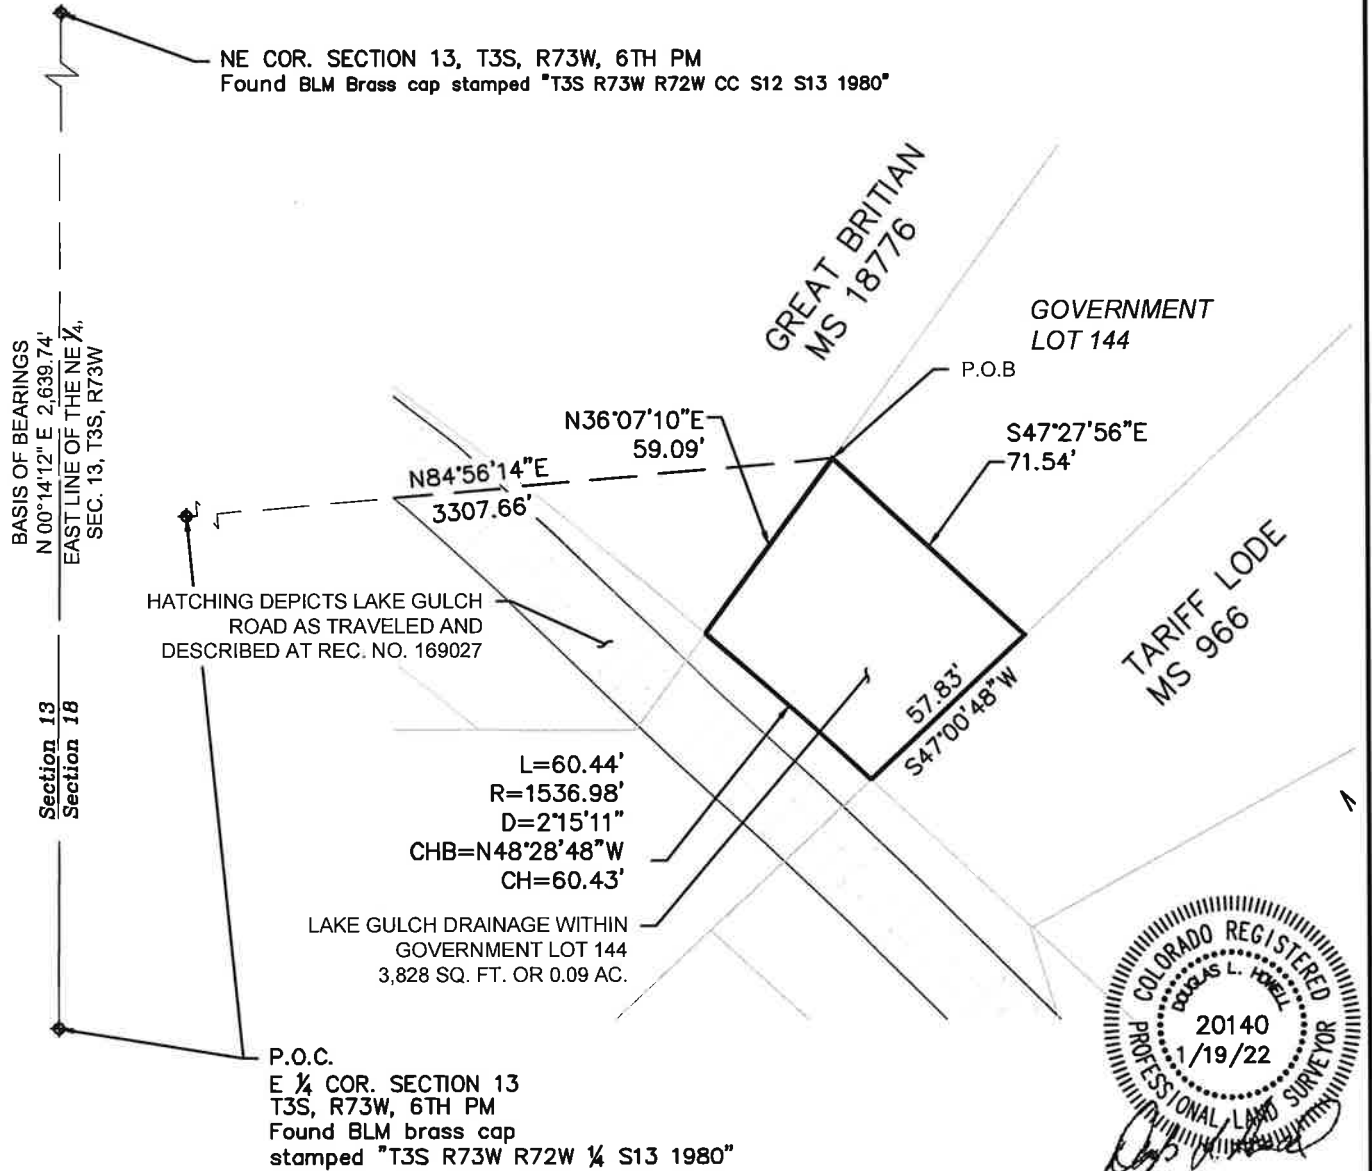 NE COR. SECTION 13, T3S, R73W, 6TH PM
Found BLM Brass cap stamped "T3S R73W R72W CC S12 S13 1980"
GREAT BRITIAN
MS 18776
GOVERNMENT
LOT 144
P.O.B
BASIS OF BEARINGS
N 00°14'12" E 2,639.74'
EAST LINE OF THE NE ¼,
SEC. 13, T3S, R73W
N36°07'10"E
59.09'
S47°27'56"E
71.54'
N84°56'14"E
3307.66'
HATCHING DEPICTS LAKE GULCH
ROAD AS TRAVELED AND
DESCRIBED AT REC. NO. 169027
TARIFF LODE
MS 966
57.83'
S47°00'48"W
Section 13
Section 18
L=60.44'
R=1536.98'
D=2°15'11"
CHB=N48°28'48"W
CH=60.43'
LAKE GULCH DRAINAGE WITHIN
GOVERNMENT LOT 144
3,828 SQ. FT. OR 0.09 AC.
COLORADO REGISTERED
DOUGLAS L. HOWELL
20140
1/19/22
PROFESSIONAL LAND SURVEYOR
P.O.C.
E ¼ COR. SECTION 13
T3S, R73W, 6TH PM
Found BLM brass cap
stamped "T3S R73W R72W ¼ S13 1980"